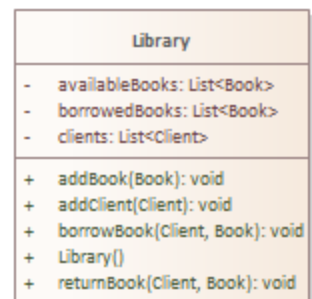 Library
- availableBooks: List<Book>
- borrowedBooks: List<Book>
- clients: List<Client>
+ addBook(Book): void
+ addClient(Client): void
+ borrowBook(Client, Book): void
+ Library()
+ returnBook(Client, Book): void